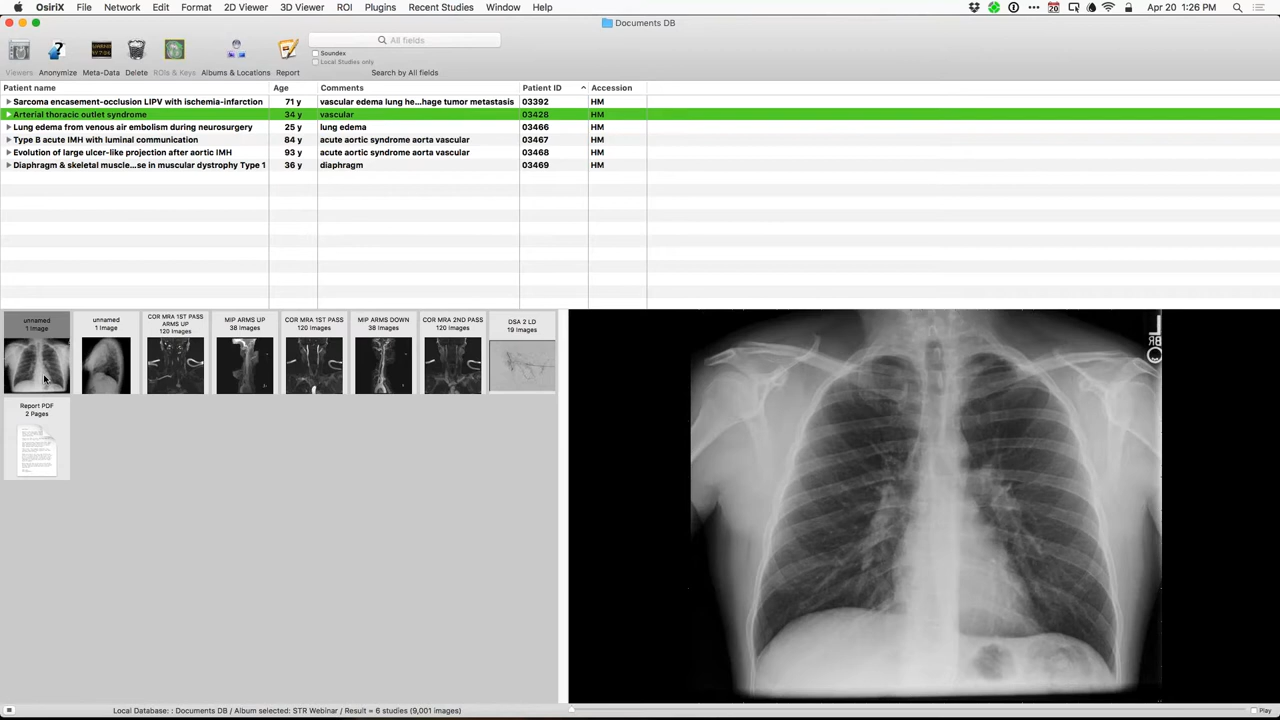 OsiriX File Edit Format 2D Viewer 3D Viewer ROI Plugins Recent Studies Window Help
Network
20
Apr 20 1:26 PM
Documents DB
All fields
Soundex
Local Studies only
Viewers Anonymize Meta-Data Delete ROIs & Keys Albums & Locations Report Search by All fields
Patient name Age Comments Patient ID Accession
Sarcoma encasement-occlusion LIPV with ischemia-infarction 71 y vascular edema lung he...hage tumor metastasis 03392 HM
Arterial thoracic outlet syndrome 34 y vascular 03428 HM
Lung edema from venous air embolism during neurosurgery 25 y lung edema 03466 HM
Type B acute IMH with luminal communication 84 y acute aortic syndrome aorta vascular 03467 HM
Evolution of large ulcer-like projection after aortic IMH 93 y acute aortic syndrome aorta vascular 03468 HM
Diaphragm & skeletal muscle...se in muscular dystrophy Type 1 36 y diaphragm 03469 HM
unnamed
1 Image
unnamed
1 Image
COR MRA 1ST PASS
ARMS UP
120 Images
MIP ARMS UP
38 Images
COR MRA 1ST PASS
120 Images
MIP ARMS DOWN
38 Images
COR MRA 2ND PASS
120 Images
DSA 2 LD
19 Images
Report PDF
2 Pages
L
Local Database: : Documents DB / Album selected: STR Webinar / Result = 6 studies (9,001 images)
Play